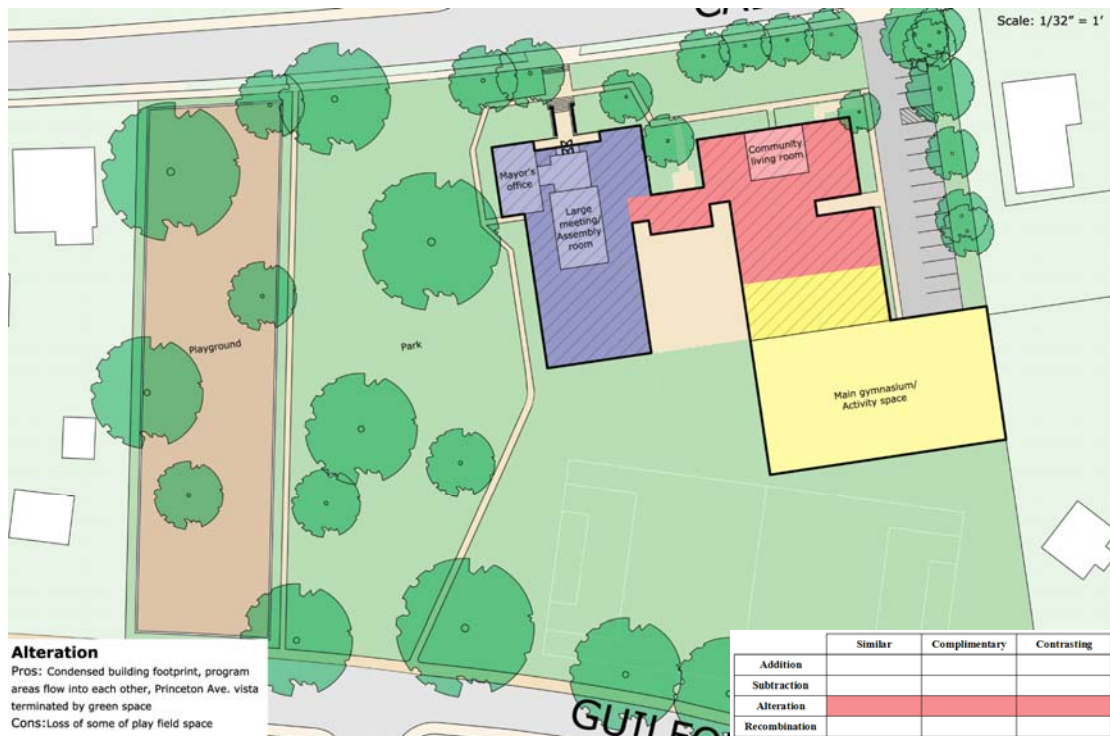 CA
Scale: 1/32" = 1'
Community
living room
Mayor's
office
Large
meeting/
Assembly
room
Playground
Park
Main gymnasium/
Activity space
Alteration
Pros: Condensed building footprint, program
areas flow into each other, Princeton Ave. vista
terminated by green space
Cons:Loss of some of play field space
GUILFO
Similar Complimentary Contrasting
Addition
Subtraction
Alteration
Recombination